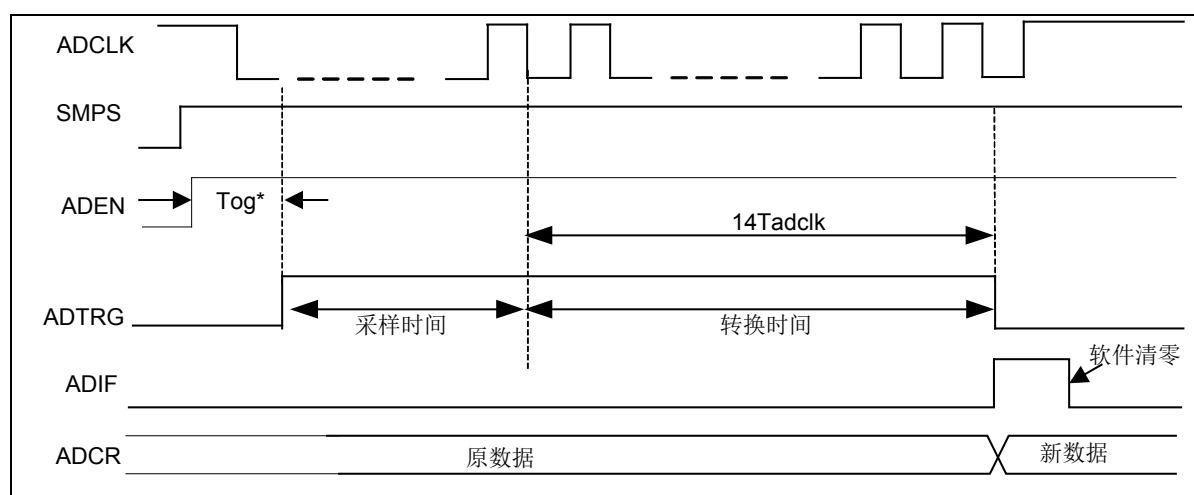 ADCLK
SMPS
ADEN
Tog*
14Tadclk
ADTRG
采样时间
转换时间
ADIF
软件清零
ADCR
原数据
新数据